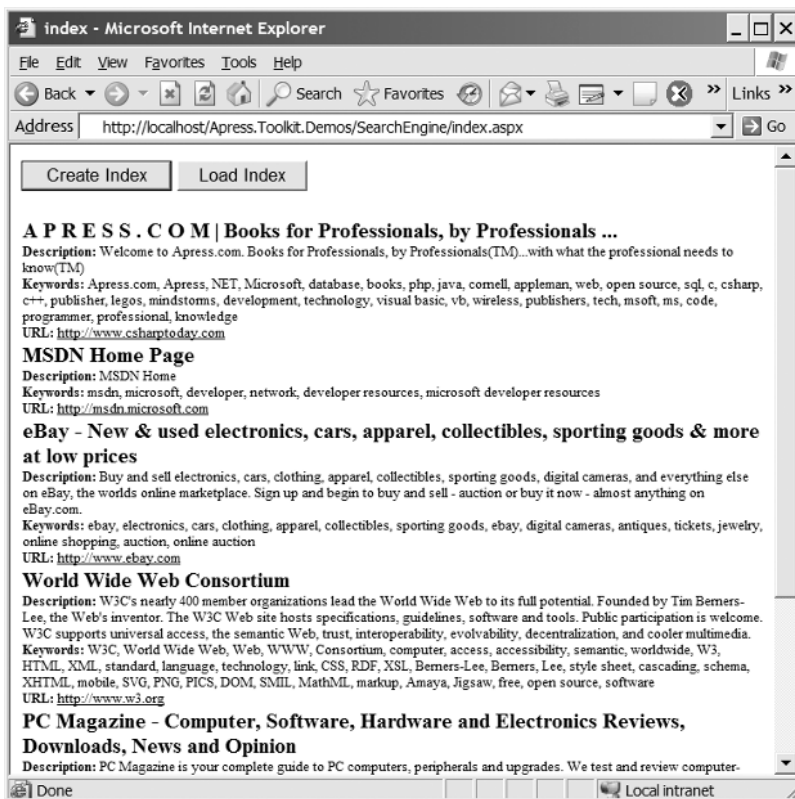 index - Microsoft Internet Explorer
File Edit View Favorites Tools Help
Back Search Favorites » Links »
Address http://localhost/Apress.Toolkit.Demos/SearchEngine/index.aspx Go
Create Index Load Index
A P R E S S . C O M | Books for Professionals, by Professionals ...
Description: Welcome to Apress.com. Books for Professionals, by Professionals(TM)...with what the professional needs to
know(TM)
Keywords: Apress.com, Apress, NET, Microsoft, database, books, php, java, cornell, appleman, web, open source, sql, c, csharp,
c++, publisher, legos, mindstorms, development, technology, visual basic, vb, wireless, publishers, tech, msoft, ms, code,
programmer, professional, knowledge
URL: http://www.csharptoday.com
MSDN Home Page
Description: MSDN Home
Keywords: msdn, microsoft, developer, network, developer resources, microsoft developer resources
URL: http://msdn.microsoft.com
eBay - New & used electronics, cars, apparel, collectibles, sporting goods & more
at low prices
Description: Buy and sell electronics, cars, clothing, apparel, collectibles, sporting goods, digital cameras, and everything else
on eBay, the worlds online marketplace. Sign up and begin to buy and sell - auction or buy it now - almost anything on
eBay.com.
Keywords: ebay, electronics, cars, clothing, apparel, collectibles, sporting goods, ebay, digital cameras, antiques, tickets, jewelry,
online shopping, auction, online auction
URL: http://www.ebay.com
World Wide Web Consortium
Description: W3C's nearly 400 member organizations lead the World Wide Web to its full potential. Founded by Tim Berners-
Lee, the Web's inventor. The W3C Web site hosts specifications, guidelines, software and tools. Public participation is welcome.
W3C supports universal access, the semantic Web, trust, interoperability, evolvability, decentralization, and cooler multimedia.
Keywords: W3C, World Wide Web, Web, WWW, Consortium, computer, access, accessibility, semantic, worldwide, W3,
HTML, XML, standard, language, technology, link, CSS, RDF, XSL, Berners-Lee, Berners, Lee, style sheet, cascading, schema,
XHTML, mobile, SVG, PNG, PICS, DOM, SMIL, MathML, markup, Amaya, Jigsaw, free, open source, software
URL: http://www.w3.org
PC Magazine - Computer, Software, Hardware and Electronics Reviews,
Downloads, News and Opinion
Description: PC Magazine is your complete guide to PC computers, peripherals and upgrades. We test and review computer-
Done Local intranet